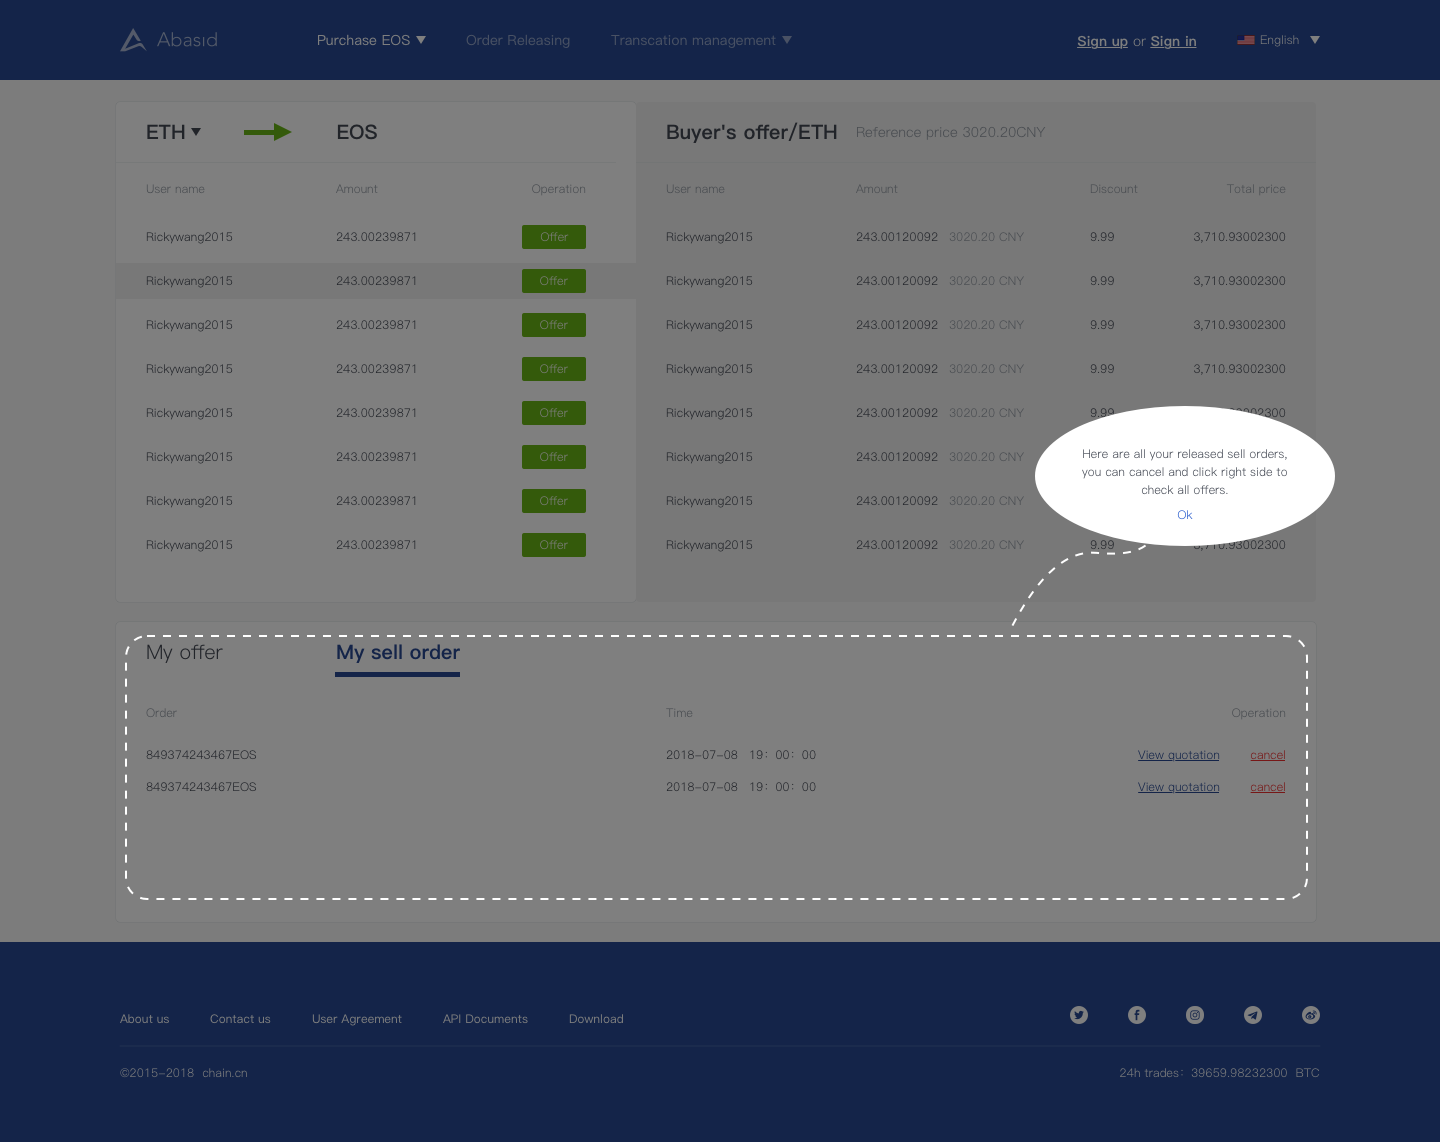 Abasid
Purchase EOS
Order Releasing
Transcation management
Sign up or Sign in
English
ETH
EOS
Buyer's offer/ETH
Reference price 3020.20CNY
User name Amount Operation
User name Amount Discount Total price
Rickywang2015 243.00239871 Offer
Rickywang2015 243.00120092 3020.20 CNY 9.99 3,710.93002300
Rickywang2015 243.00239871 Offer
Rickywang2015 243.00120092 3020.20 CNY 9.99 3,710.93002300
Rickywang2015 243.00239871 Offer
Rickywang2015 243.00120092 3020.20 CNY 9.99 3,710.93002300
Rickywang2015 243.00239871 Offer
Rickywang2015 243.00120092 3020.20 CNY 9.99 3,710.93002300
Rickywang2015 243.00239871 Offer
Rickywang2015 243.00120092 3020.20 CNY 9.99
Rickywang2015 243.00239871 Offer
Rickywang2015 243.00120092 3020.20 CNY
Rickywang2015 243.00239871 Offer
Rickywang2015 243.00120092 3020.20 CNY
Rickywang2015 243.00239871 Offer
Rickywang2015 243.00120092 3020.20 CNY 9.99 3,710.93002300
Here are all your released sell orders,
you can cancel and click right side to
check all offers.
Ok
My offer
My sell order
Order Time Operation
849374243467EOS 2018-07-08 19：00：00 View quotation cancel
849374243467EOS 2018-07-08 19：00：00 View quotation cancel
About us Contact us User Agreement API Documents Download
©2015-2018 chain.cn
24h trades：39659.98232300 BTC